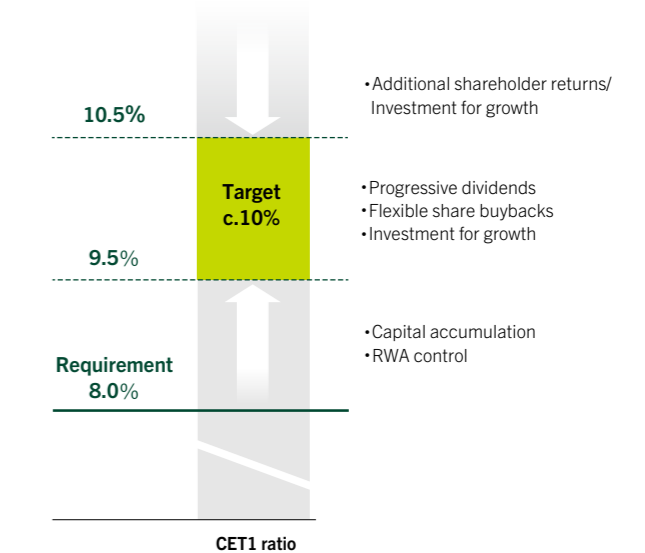 •Additional shareholder returns/
Investment for growth
10.5%
Target
c.10%
•Progressive dividends
•Flexible share buybacks
•Investment for growth
9.5%
•Capital accumulation
•RWA control
Requirement
8.0%
CET1 ratio